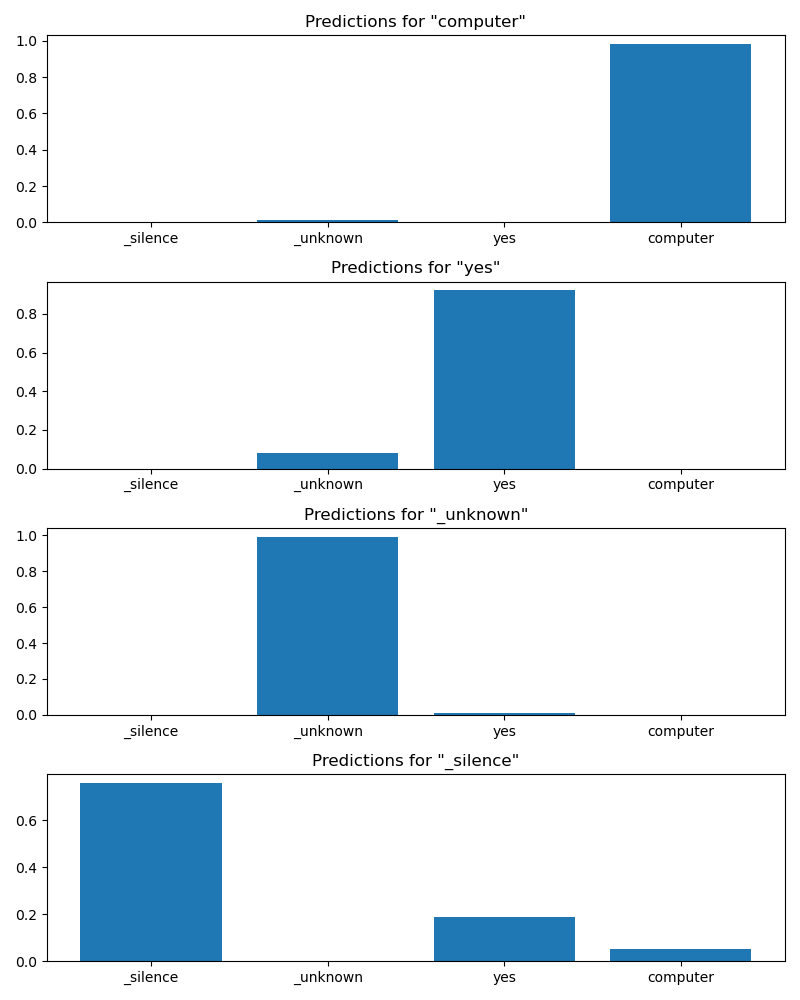 Predictions for "computer"
1.0
0.8
0.6
0.4
0.2
0.0
_silence _unknown yes computer
Predictions for "yes"
0.8
0.6
0.4
0.2
0.0
_silence _unknown yes computer
Predictions for "_unknown"
1.0
0.8
0.6
0.4
0.2
0.0
_silence _unknown yes computer
Predictions for "_silence"
0.6
0.4
0.2
0.0
_silence _unknown yes computer